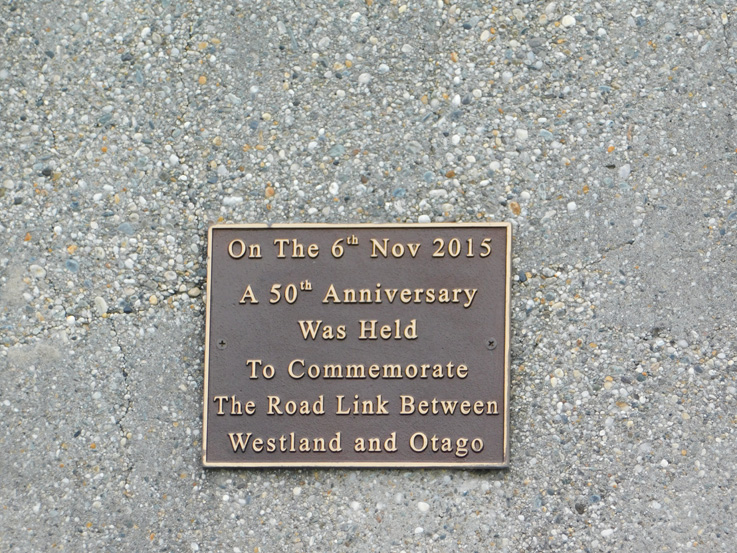 On The 6th Nov 2015
A 50th Anniversary
Was Held
To Commemorate
The Road Link Between
Westland and Otago